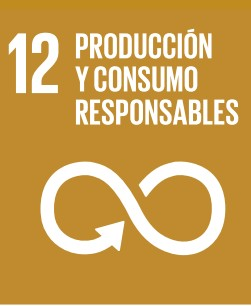 12 PRODUCCIÓN
Y CONSUMO
RESPONSABLES